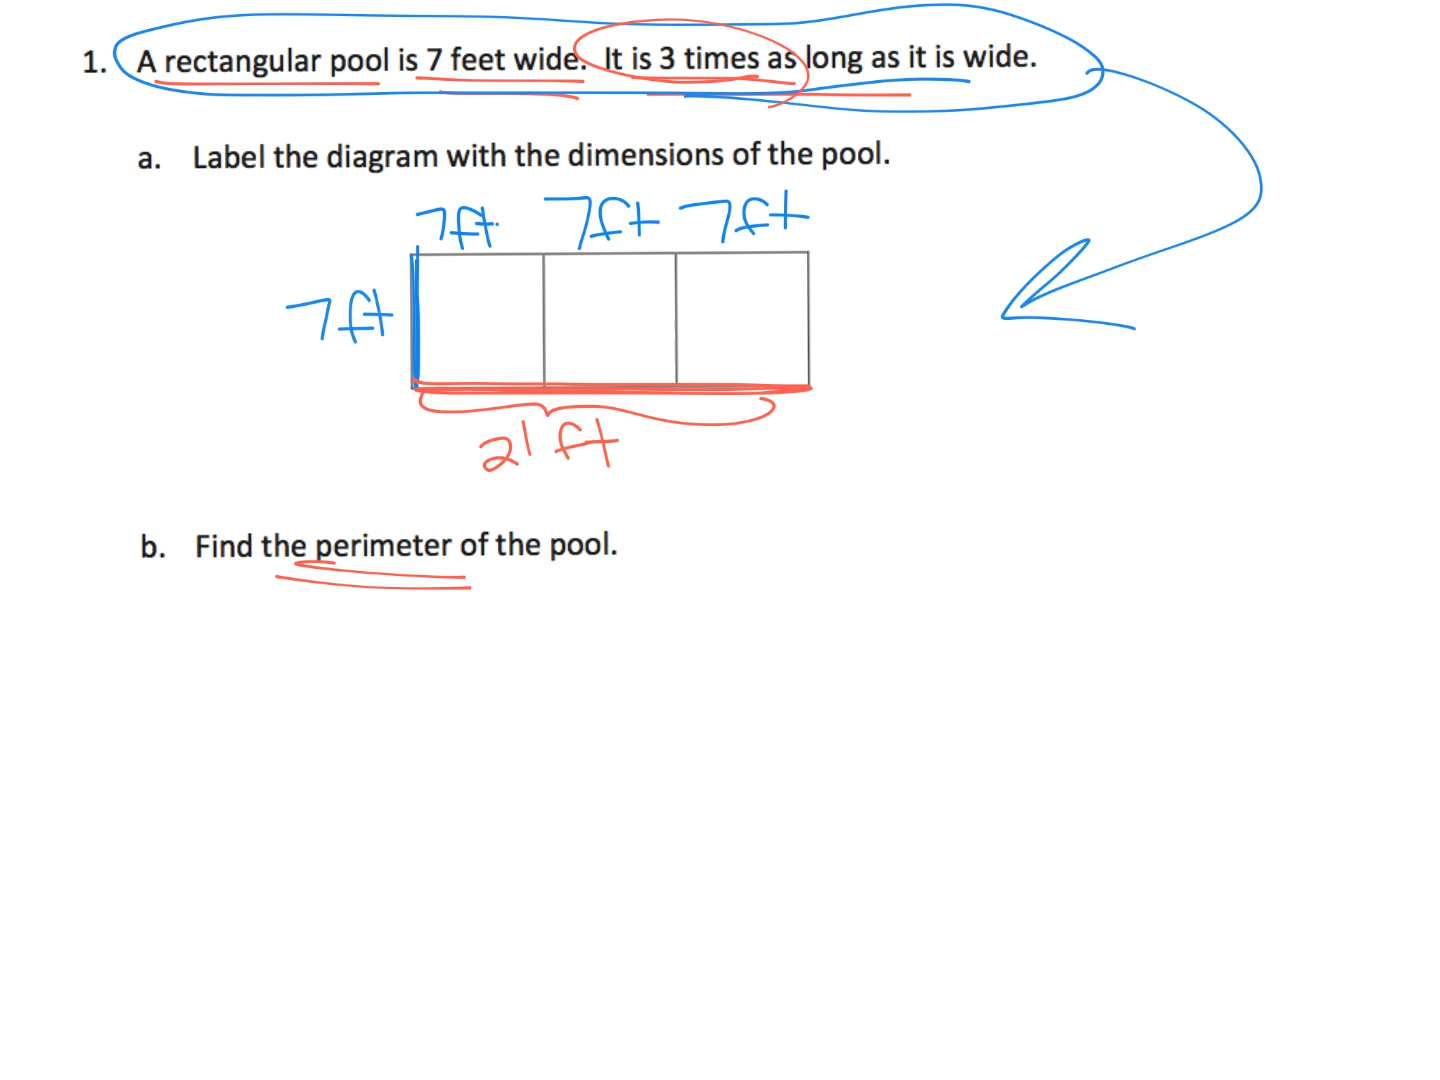 1. A rectangular pool is 7 feet wide. It is 3 times as long as it is wide.
a. Label the diagram with the dimensions of the pool.
7ft. 7ft 7ft
7ft
21 ft
b. Find the perimeter of the pool.